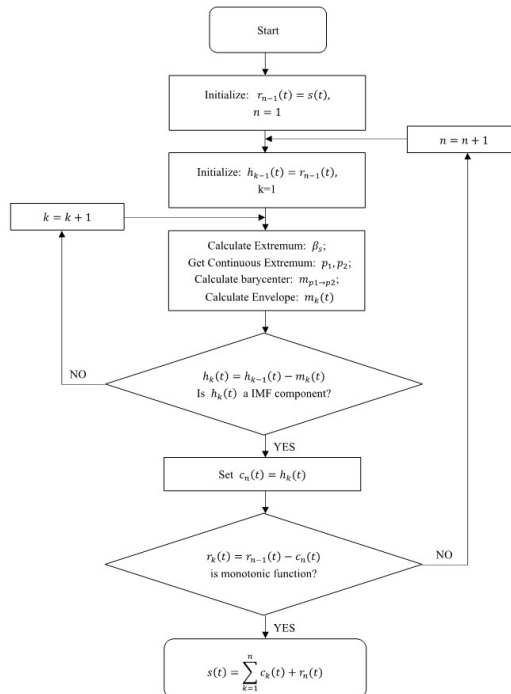 Start
Initialize: r_{n-1}(t) = s(t),
n = 1
n = n + 1
Initialize: h_{k-1}(t) = r_{n-1}(t),
k=1
k = k + 1
Calculate Extremum: β_s;
Get Continuous Extremum: p_1, p_2;
Calculate barycenter: m_{p1→p2};
Calculate Envelope: m_k(t)
NO
h_k(t) = h_{k-1}(t) − m_k(t)
Is h_k(t) a IMF component?
YES
Set c_n(t) = h_k(t)
r_k(t) = r_{n-1}(t) − c_n(t)
is monotonic function?
NO
YES
s(t) = \sum_{k=1}^{n} c_k(t) + r_n(t)